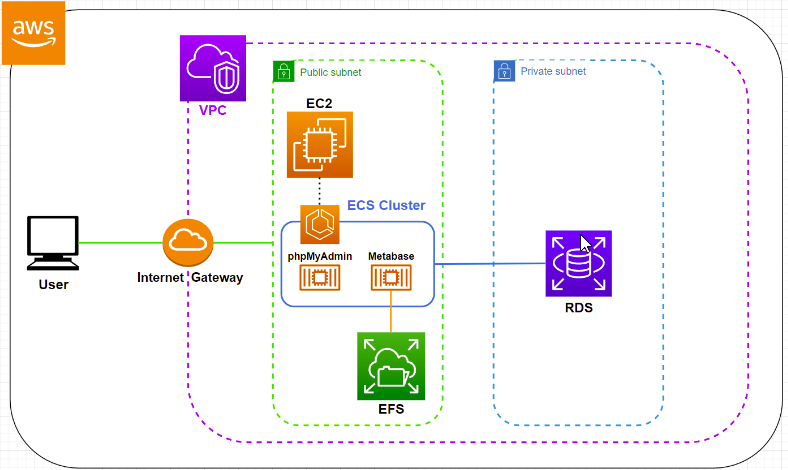 aws
VPC
Public subnet
Private subnet
EC2
ECS Cluster
phpMyAdmin
Metabase
User
Internet Gateway
RDS
EFS